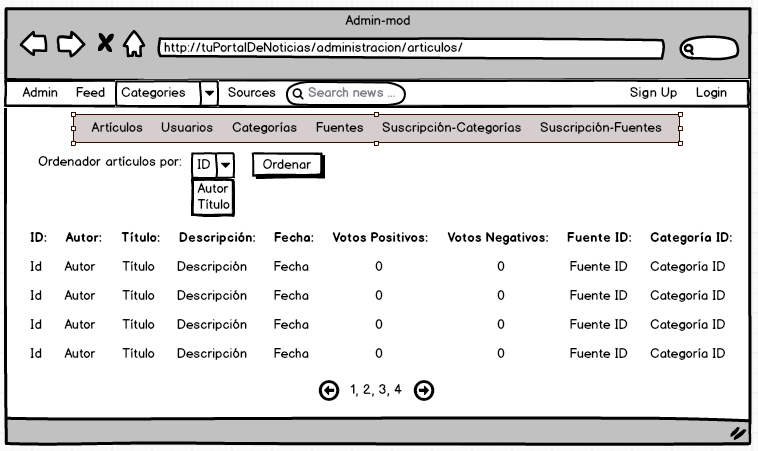 Admin-mod
http://tuPortalDeNoticias/administracion/articulos/
Admin Feed Categories Sources Search news ... Sign Up Login
Artículos Usuarios Categorías Fuentes Suscripción-Categorías Suscripción-Fuentes
Ordenador artículos por: ID Ordenar
Autor
Título
ID: Autor: Título: Descripción: Fecha: Votos Positivos: Votos Negativos: Fuente ID: Categoría ID:
Id Autor Título Descripción Fecha 0 0 Fuente ID Categoría ID
Id Autor Título Descripción Fecha 0 0 Fuente ID Categoría ID
Id Autor Título Descripción Fecha 0 0 Fuente ID Categoría ID
Id Autor Título Descripción Fecha 0 0 Fuente ID Categoría ID
1, 2, 3, 4